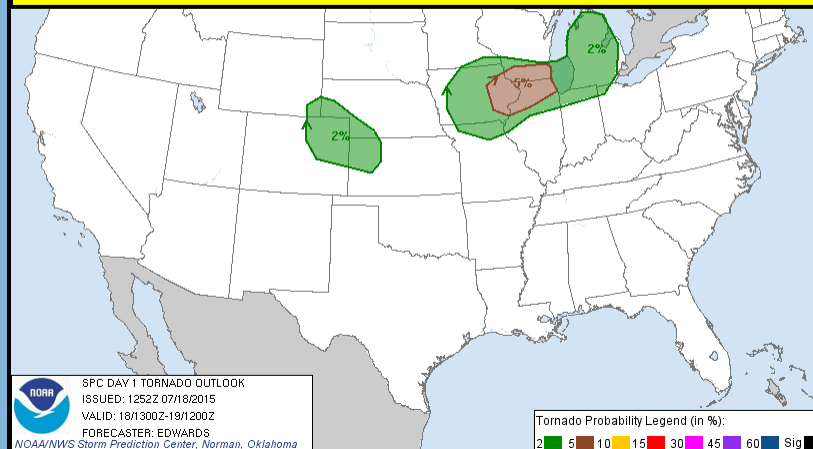 2%
5%
2%
NOAA
SPC DAY 1 TORNADO OUTLOOK
ISSUED: 1252Z 07/18/2015
VALID: 18/1300Z-19/1200Z
FORECASTER: EDWARDS
NOAA/NWS Storm Prediction Center, Norman, Oklahoma
Tornado Probability Legend (in %):
2 5 10 15 30 45 60 Sig